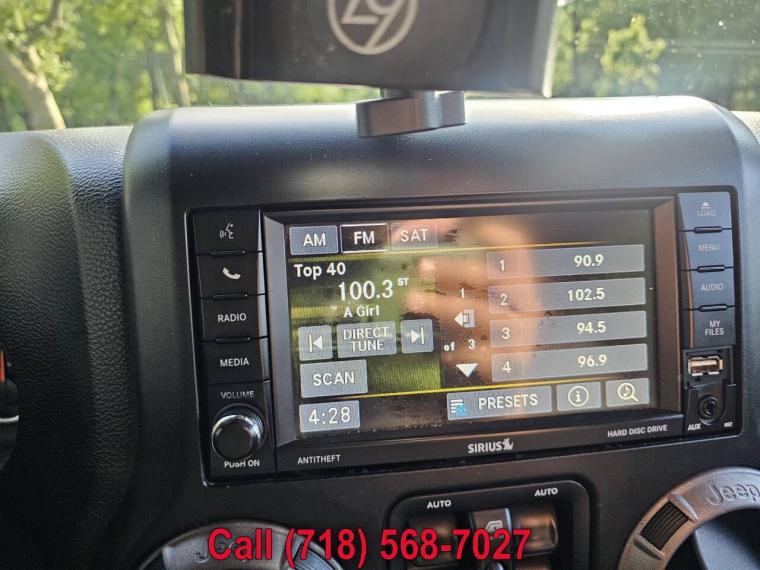 LOAD
AM
FM
SAT
MENU
Top 40
1
90.9
100.3 ST
1
2
102.5
AUDIO
A Girl
RADIO
DIRECT
TUNE
of 3
3
94.5
MY
FILES
MEDIA
SCAN
4
96.9
VOLUME
4:28
PRESETS
PUSH ON
ANTITHEFT
SIRIUS
HARD DISC DRIVE
AUX
AUTO
AUTO
Jeep
Jeep
Call (718) 568-7027